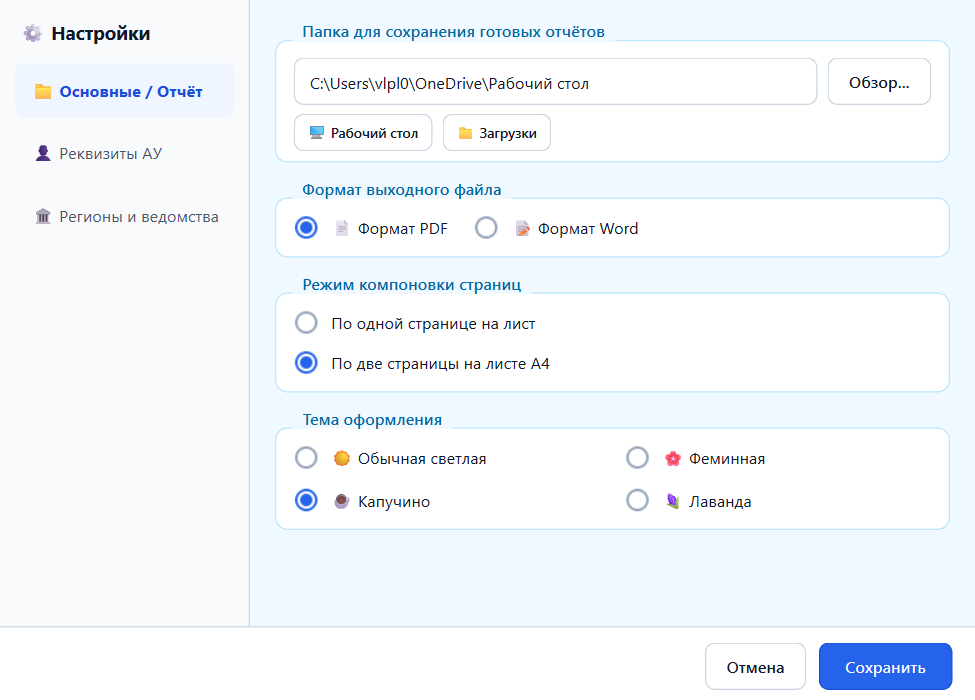 Настройки
Основные / Отчёт
Реквизиты АУ
Регионы и ведомства
Папка для сохранения готовых отчётов
C:\Users\vlpl0\OneDrive\Рабочий стол
Обзор...
Рабочий стол
Загрузки
Формат выходного файла
Формат PDF
Формат Word
Режим компоновки страниц
По одной странице на лист
По две страницы на листе А4
Тема оформления
Обычная светлая
Феминная
Капучино
Лаванда
Отмена
Сохранить